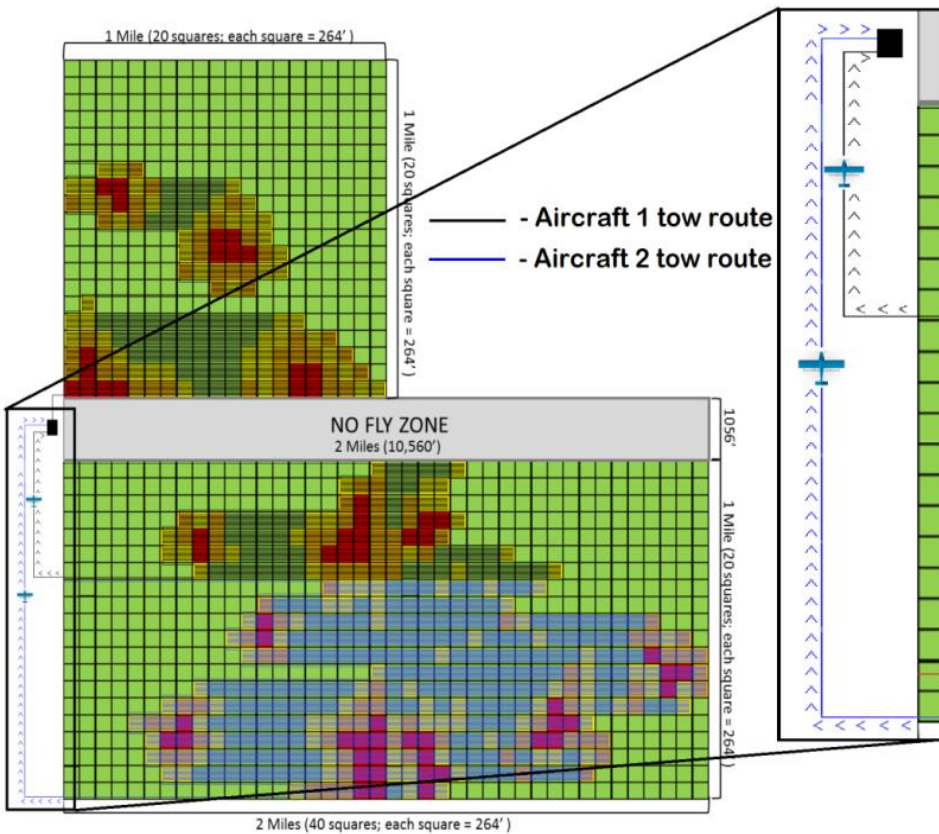 1 Mile (20 squares; each square = 264’ )
1 Mile (20 squares; each square = 264’ )
- Aircraft 1 tow route
- Aircraft 2 tow route
NO FLY ZONE
2 Miles (10,560’)
1056’
1 Mile (20 squares; each square = 264’ )
2 Miles (40 squares; each square = 264’ )